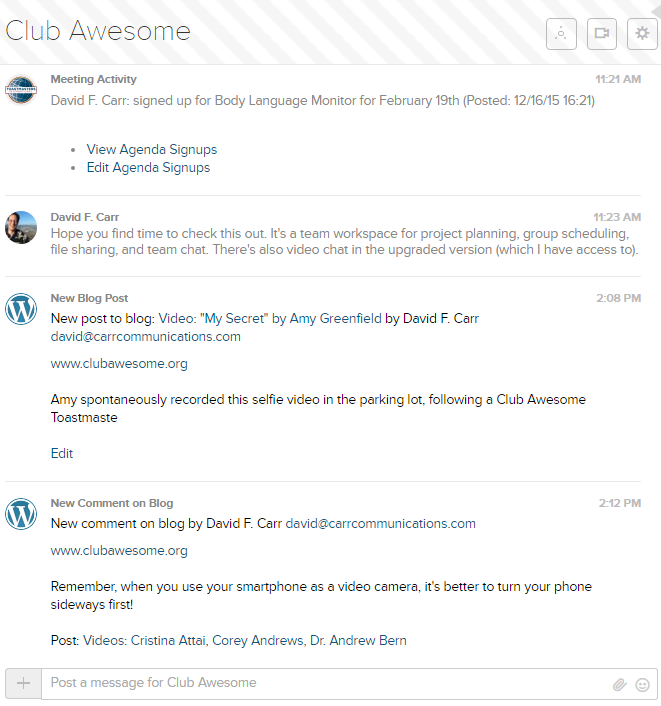 Club Awesome
Meeting Activity 11:21 AM
TOASTMASTERS
David F. Carr: signed up for Body Language Monitor for February 19th (Posted: 12/16/15 16:21)
• View Agenda Signups
• Edit Agenda Signups
David F. Carr 11:23 AM
Hope you find time to check this out. It's a team workspace for project planning, group scheduling,
file sharing, and team chat. There's also video chat in the upgraded version (which I have access to).
New Blog Post 2:08 PM
New post to blog: Video: "My Secret" by Amy Greenfield by David F. Carr
david@carrcommunications.com
www.clubawesome.org
Amy spontaneously recorded this selfie video in the parking lot, following a Club Awesome
Toastmaste
Edit
New Comment on Blog 2:12 PM
New comment on blog by David F. Carr david@carrcommunications.com
www.clubawesome.org
Remember, when you use your smartphone as a video camera, it's better to turn your phone
sideways first!
Post: Videos: Cristina Attai, Corey Andrews, Dr. Andrew Bern
Post a message for Club Awesome